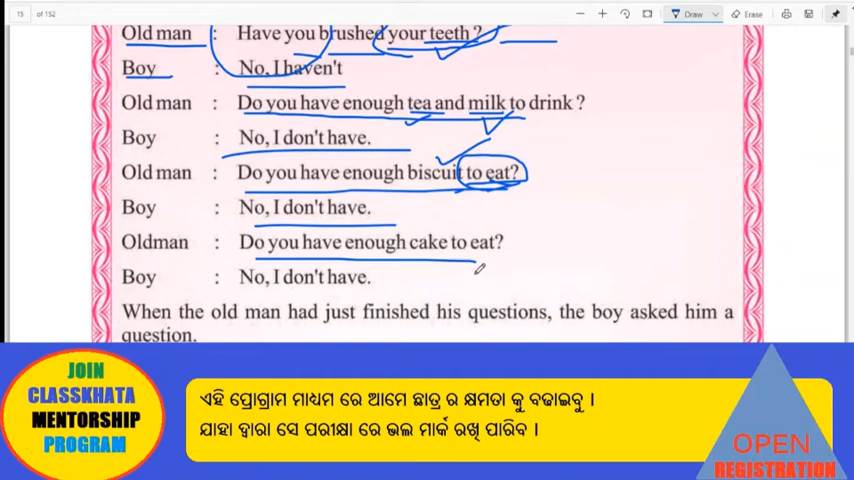 15 of 152
Draw
Erase
Old man : Have you brushed your teeth ?
Boy : No, I haven't
Old man : Do you have enough tea and milk to drink ?
Boy : No, I don't have.
Old man : Do you have enough biscuit to eat?
Boy : No, I don't have.
Oldman : Do you have enough cake to eat?
Boy : No, I don't have.
When the old man had just finished his questions, the boy asked him a
question.
JOIN
CLASSKHATA
MENTORSHIP
PROGRAM
ଏହି ପ୍ରୋଗ୍ରାମ ମାଧ୍ୟମ ରେ ଆମେ ଛାତ୍ର ର କ୍ଷମତା କୁ ବଢାଇବୁ ।
ଯାହା ଦ୍ୱାରା ସେ ପରୀକ୍ଷା ରେ ଭଲ ମାର୍କ ରଖି ପାରିବ ।
OPEN
REGISTRATION